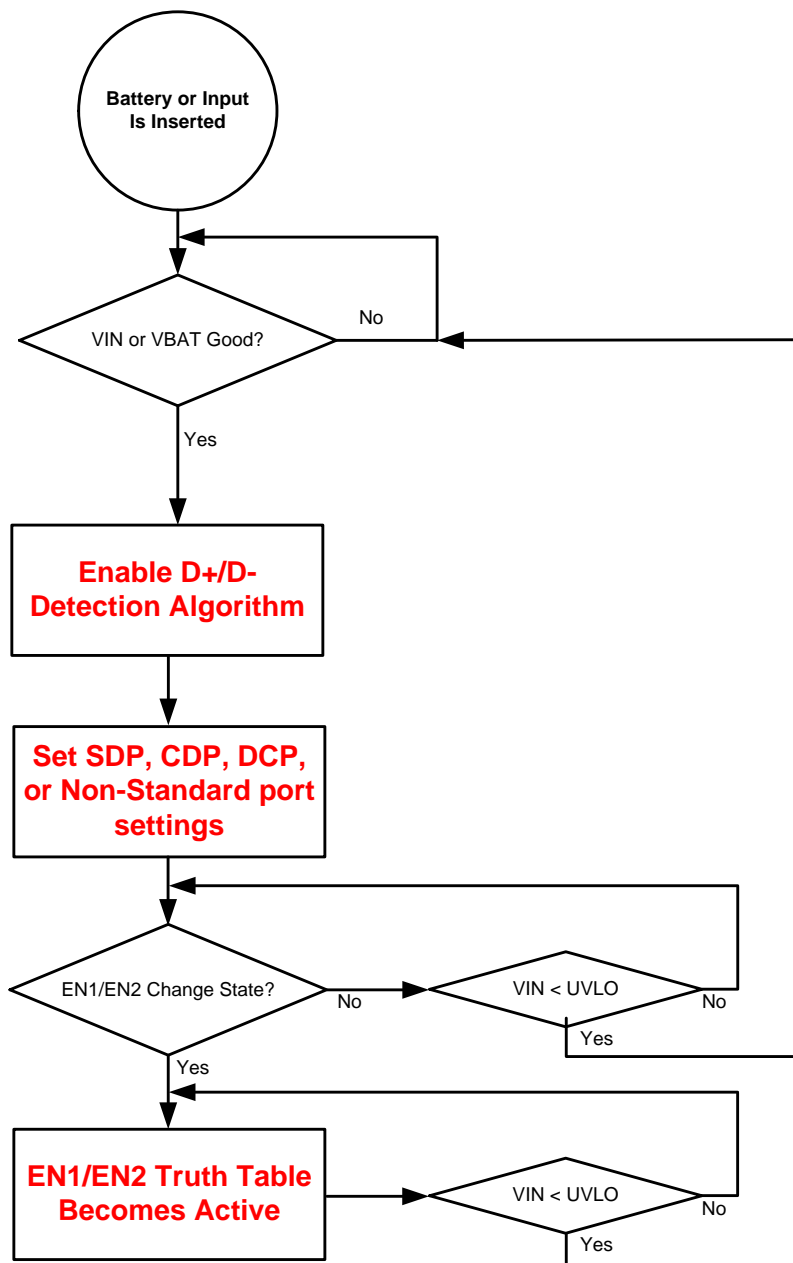 Battery or Input
Is Inserted
VIN or VBAT Good?
No
Yes
Enable D+/D-
Detection Algorithm
Set SDP, CDP, DCP,
or Non-Standard port
settings
EN1/EN2 Change State?
No
VIN < UVLO
No
Yes
Yes
EN1/EN2 Truth Table
Becomes Active
VIN < UVLO
No
Yes